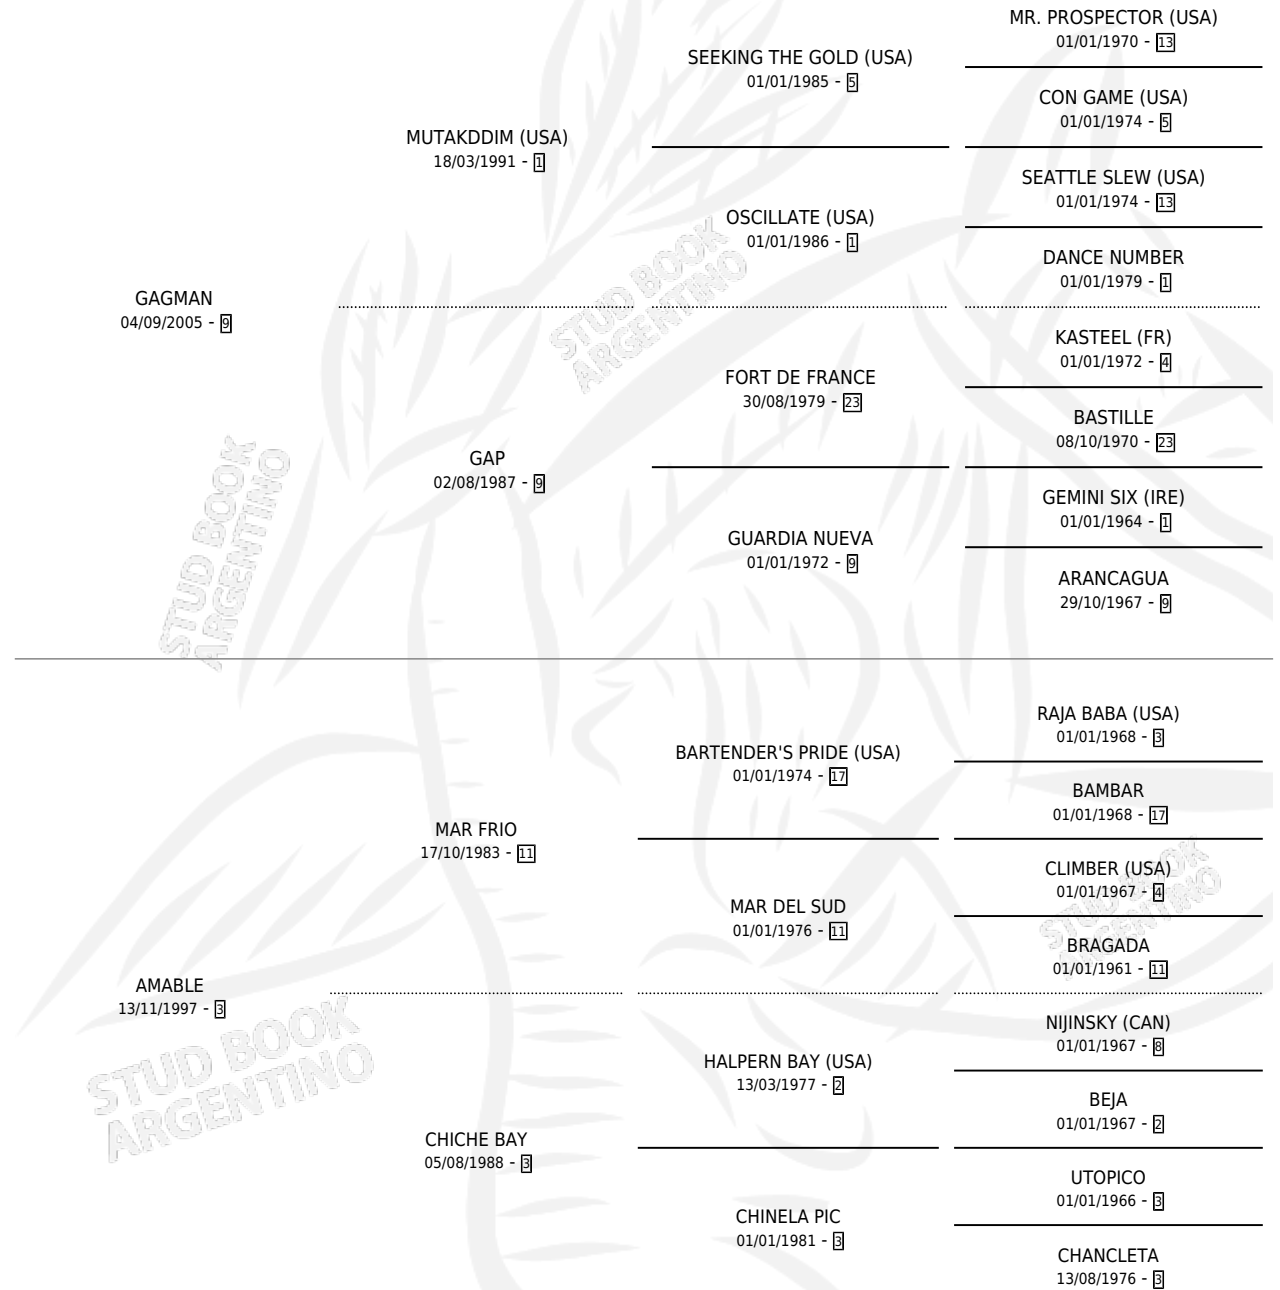 MR. PROSPECTOR (USA)
01/01/1970 - 13
SEEKING THE GOLD (USA)
01/01/1985 - 5
CON GAME (USA)
01/01/1974 - 5
MUTAKDDIM (USA)
18/03/1991 - 1
SEATTLE SLEW (USA)
01/01/1974 - 13
OSCILLATE (USA)
01/01/1986 - 1
DANCE NUMBER
01/01/1979 - 1
GAGMAN
04/09/2005 - 9
STUD BOOK
ARGENTINO
KASTEEL (FR)
01/01/1972 - 4
FORT DE FRANCE
30/08/1979 - 23
BASTILLE
08/10/1970 - 23
GAP
02/08/1987 - 9
GEMINI SIX (IRE)
01/01/1964 - 1
GUARDIA NUEVA
01/01/1972 - 9
ARANCAGUA
29/10/1967 - 9
STUD BOOK
ARGENTINO
RAJA BABA (USA)
01/01/1968 - 3
BARTENDER'S PRIDE (USA)
01/01/1974 - 17
BAMBAR
01/01/1968 - 17
MAR FRIO
17/10/1983 - 11
CLIMBER (USA)
01/01/1967 - 4
MAR DEL SUD
01/01/1976 - 11
BRAGADA
01/01/1961 - 11
STUD BOOK
ARGENTINO
AMABLE
13/11/1997 - 3
NIJINSKY (CAN)
01/01/1967 - 8
HALPERN BAY (USA)
13/03/1977 - 2
BEJA
01/01/1967 - 2
STUD BOOK
ARGENTINO
CHICHE BAY
05/08/1988 - 3
UTOPICO
01/01/1966 - 3
CHINELA PIC
01/01/1981 - 3
CHANCLETA
13/08/1976 - 3